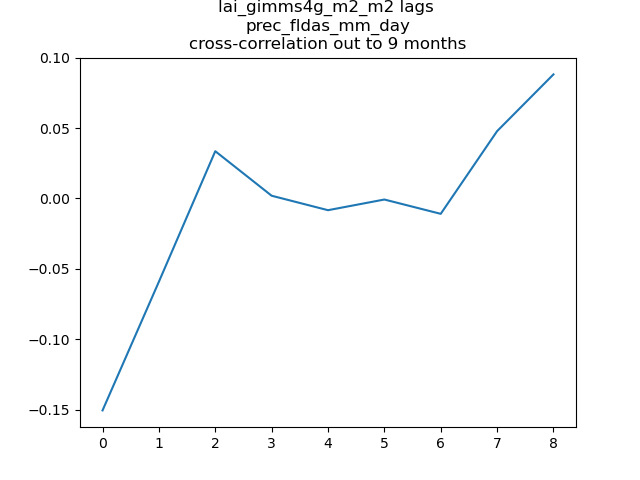 lai_gimms4g_m2_m2 lags
prec_fldas_mm_day
cross-correlation out to 9 months
0.10
0.05
0.00
−0.05
−0.10
−0.15
0 1 2 3 4 5 6 7 8